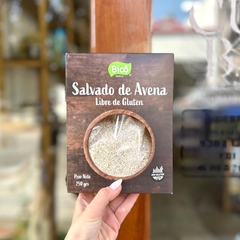 Bio
Salvado de Avena
Libre de Gluten
Peso Neto
250 grs